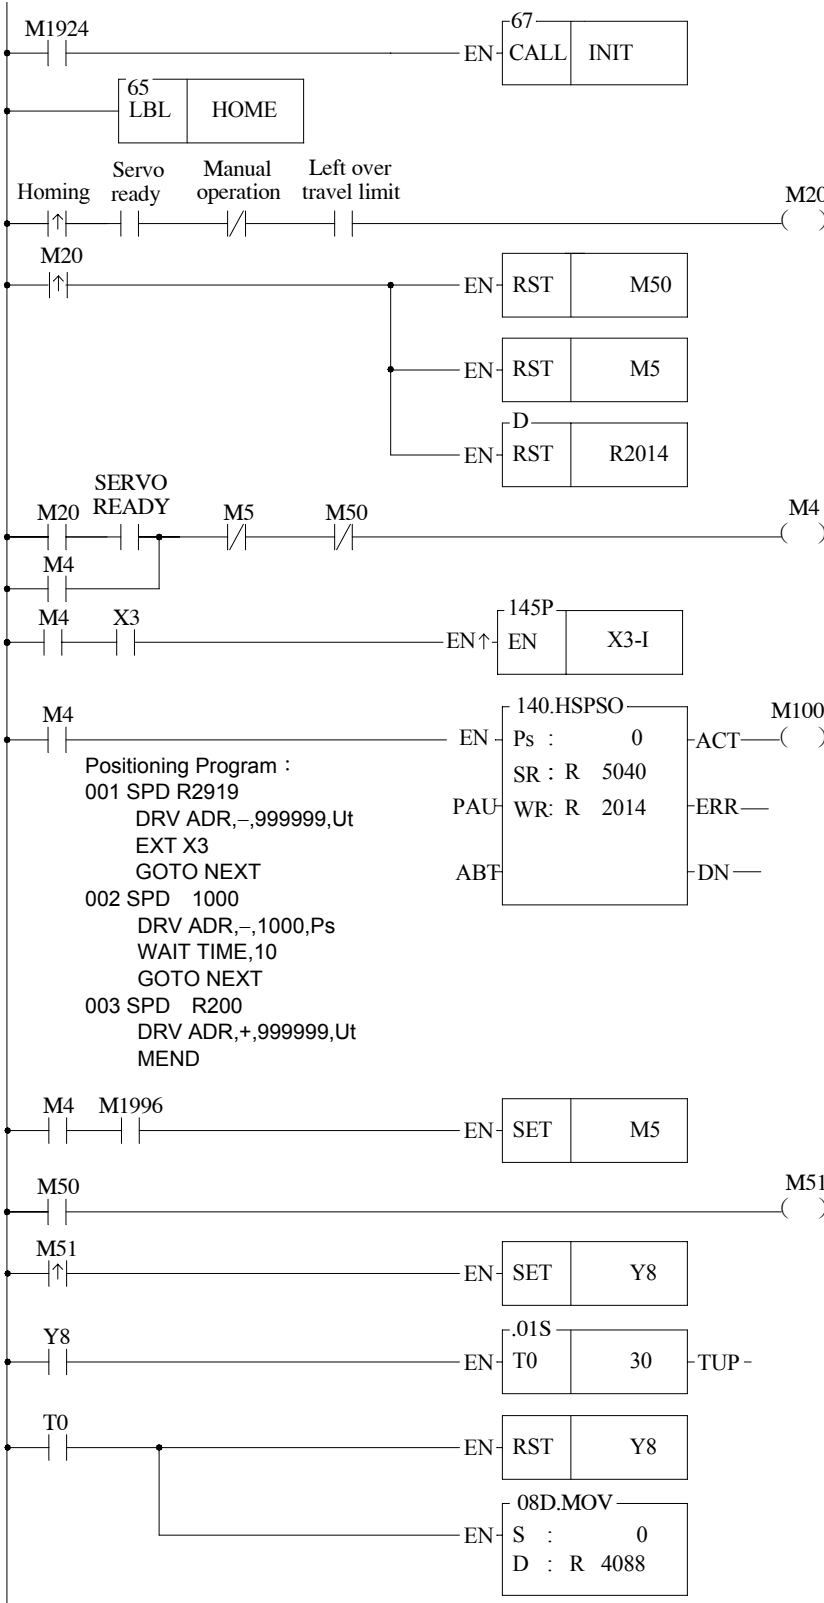 M1924
67
EN CALL INIT
65
LBL HOME
Homing Servo ready Manual operation Left over travel limit M20
M20
EN RST M50
EN RST M5
D
EN RST R2014
M20 SERVO READY M5 M50 M4
M4
M4 X3
145P
EN↑ EN X3-I
M4
140.HSPSO
M100
EN Ps : 0 ACT
SR : R 5040
PAU WR: R 2014 ERR
ABT DN
Positioning Program：
001 SPD R2919
DRV ADR,–,999999,Ut
EXT X3
GOTO NEXT
002 SPD 1000
DRV ADR,–,1000,Ps
WAIT TIME,10
GOTO NEXT
003 SPD R200
DRV ADR,+,999999,Ut
MEND
M4 M1996
EN SET M5
M50 M51
M51
EN SET Y8
Y8
.01S
EN T0 30 TUP
T0
EN RST Y8
08D.MOV
EN S : 0
D : R 4088